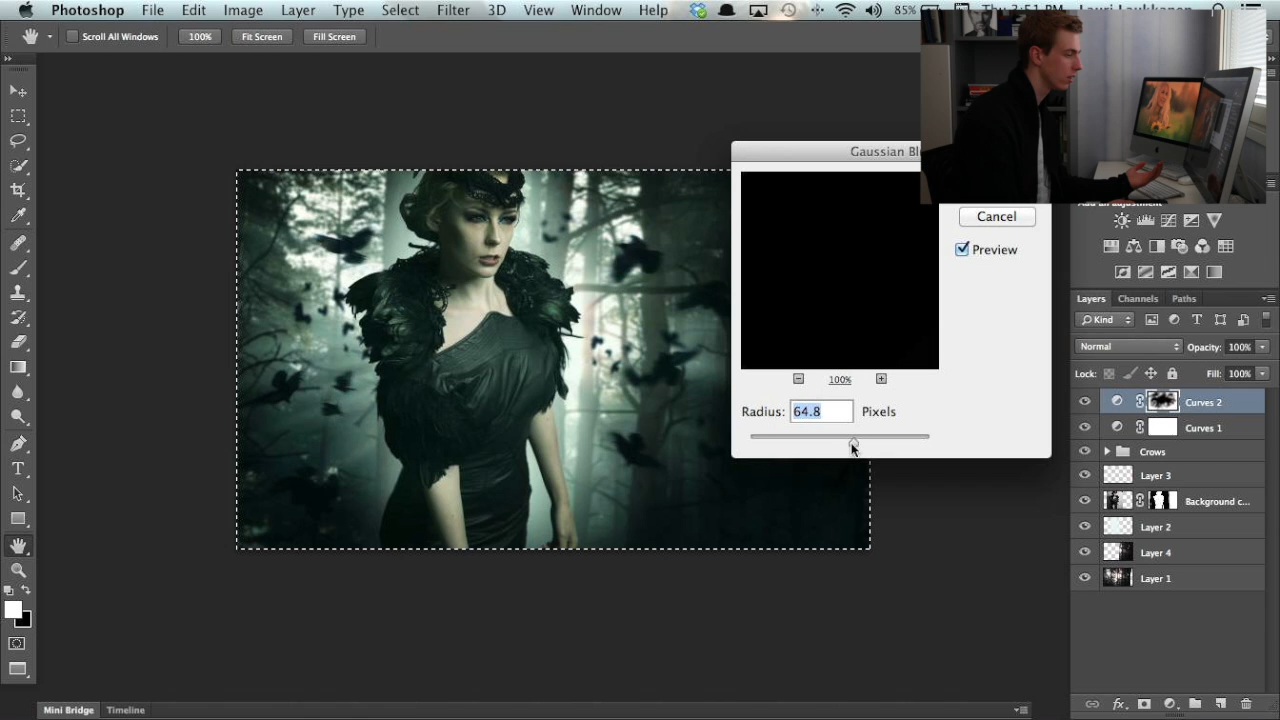 Photoshop File Edit Image Layer Type Select Filter 3D View Window Help 85%
Scroll All Windows 100% Fit Screen Fill Screen
Gaussian Bl
Cancel
Preview
100%
Radius: 64.8 Pixels
Layers Channels Paths
Kind
Normal Opacity: 100%
Lock: Fill: 100%
Curves 2
Curves 1
Crows
Layer 3
Background c...
Layer 2
Layer 4
Layer 1
Mini Bridge Timeline